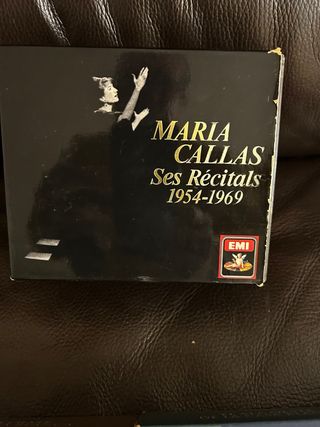 MARIA
CALLAS
Ses Récitals
1954-1969
EMI